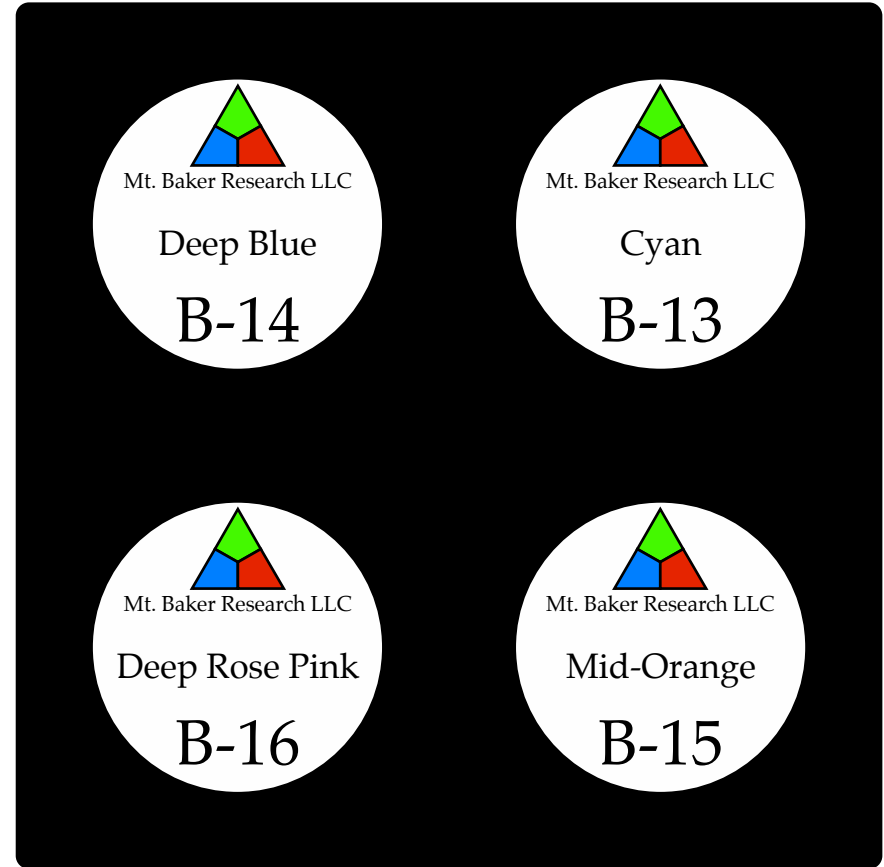 Mt. Baker Research LLC
Deep Blue
B-14
Mt. Baker Research LLC
Cyan
B-13
Mt. Baker Research LLC
Deep Rose Pink
B-16
Mt. Baker Research LLC
Mid-Orange
B-15